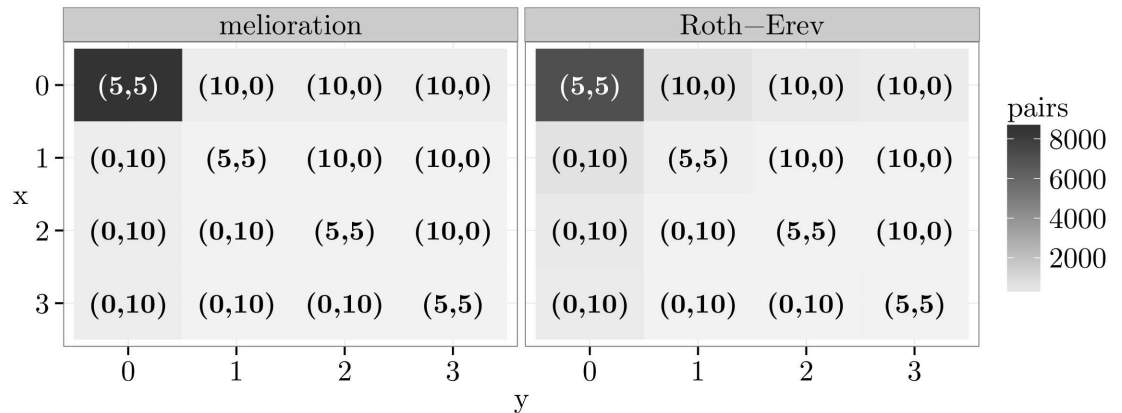 melioration Roth−Erev
0 (5,5) (10,0) (10,0) (10,0) (5,5) (10,0) (10,0) (10,0)
pairs
8000
1 (0,10) (5,5) (10,0) (10,0) (0,10) (5,5) (10,0) (10,0)
6000
x
4000
2 (0,10) (0,10) (5,5) (10,0) (0,10) (0,10) (5,5) (10,0)
2000
3 (0,10) (0,10) (0,10) (5,5) (0,10) (0,10) (0,10) (5,5)
0 1 2 3 0 1 2 3
y